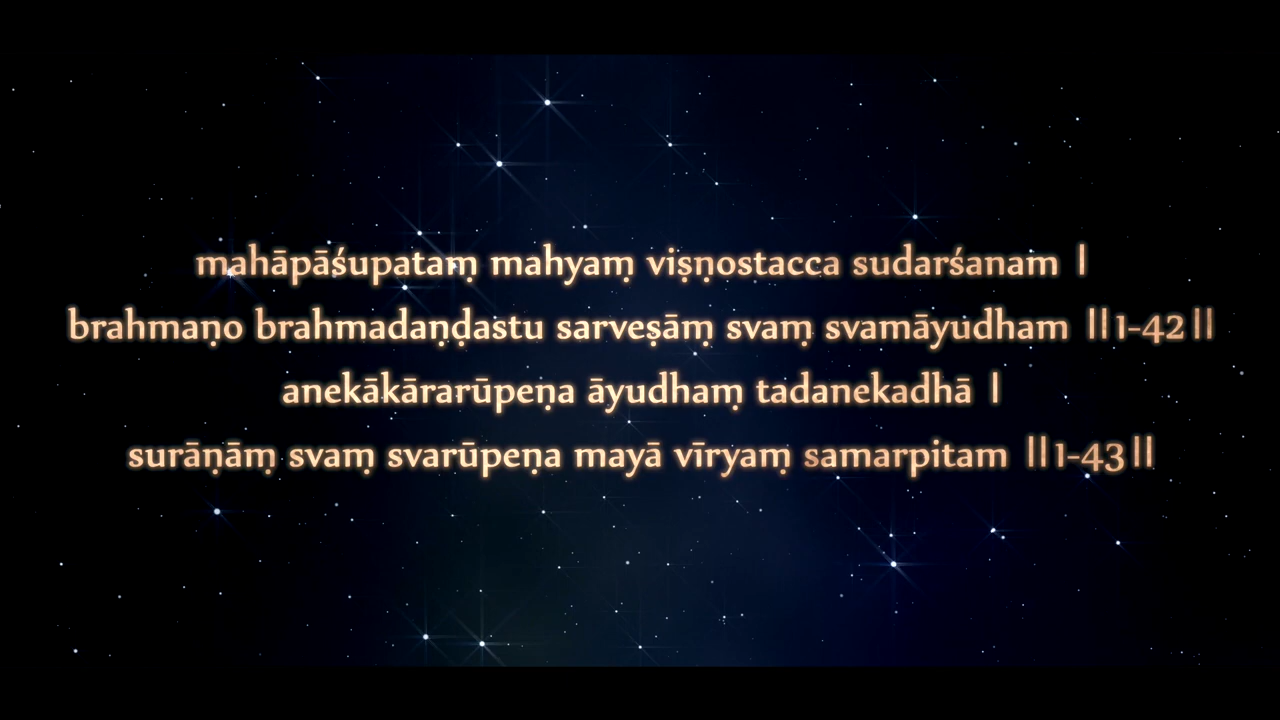 mahāpāśupataṃ mahyaṃ viṣṇostacca sudarśanam |
brahmaṇo brahmadaṇḍastu sarveṣāṃ svaṃ svamāyudham ||1-42||
anekākārarūpeṇa āyudhaṃ tadanekadhā |
surāṇāṃ svaṃ svarūpeṇa mayā vīryaṃ samarpitam ||1-43||